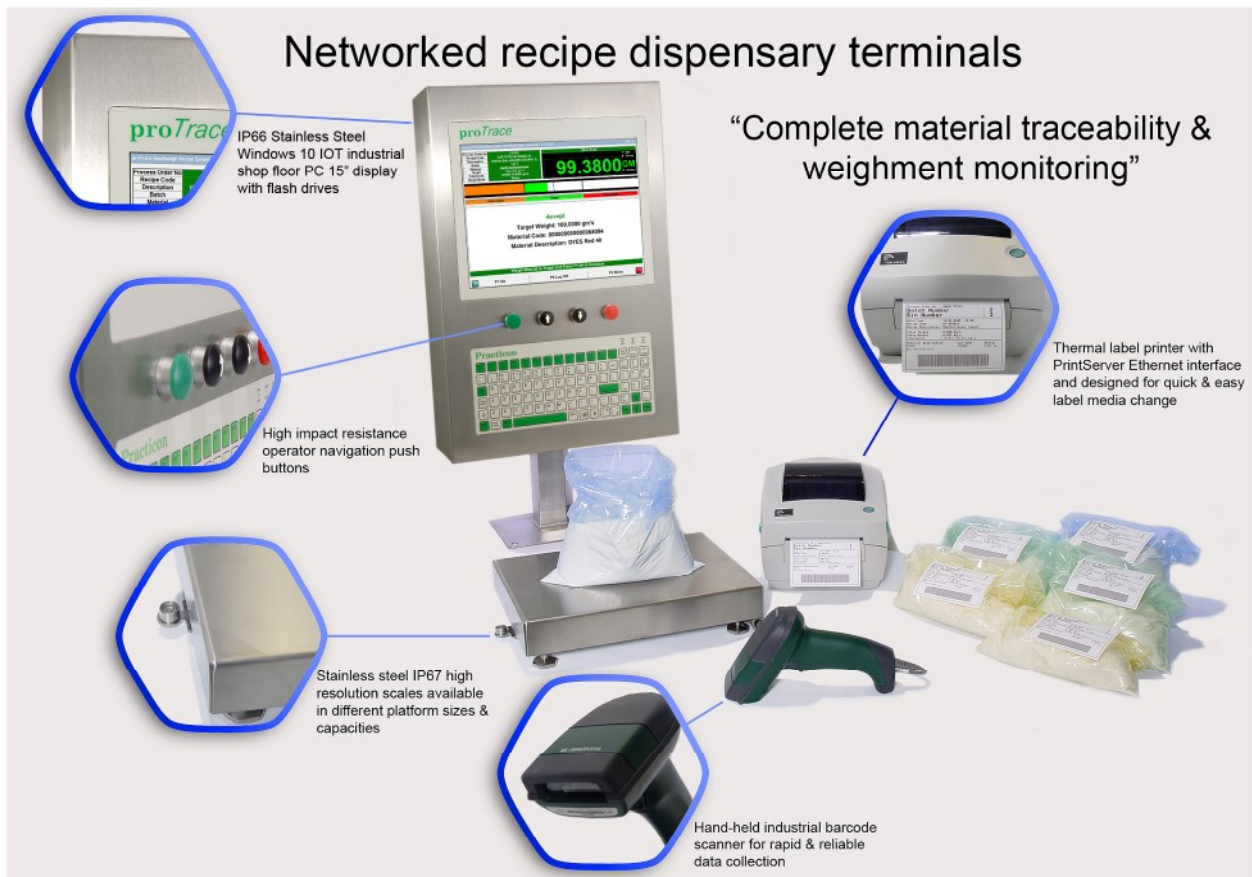 Networked recipe dispensary terminals
“Complete material traceability &
weighment monitoring”
proTrace
Process Order No
Recipe Code
Description
Batch
Material
IP66 Stainless Steel
Windows 10 IOT industrial
shop floor PC 15" display
with flash drives
proTrace
99.3800GM
Accept
Target Weight: 100.0000 gm's
Material Description: DYES Red 40
Practicon
Practicon
High impact resistance
operator navigation push
buttons
Thermal label printer with
PrintServer Ethernet interface
and designed for quick & easy
label media change
Stainless steel IP67 high
resolution scales available
in different platform sizes &
capacities
Hand-held industrial barcode
scanner for rapid & reliable
data collection